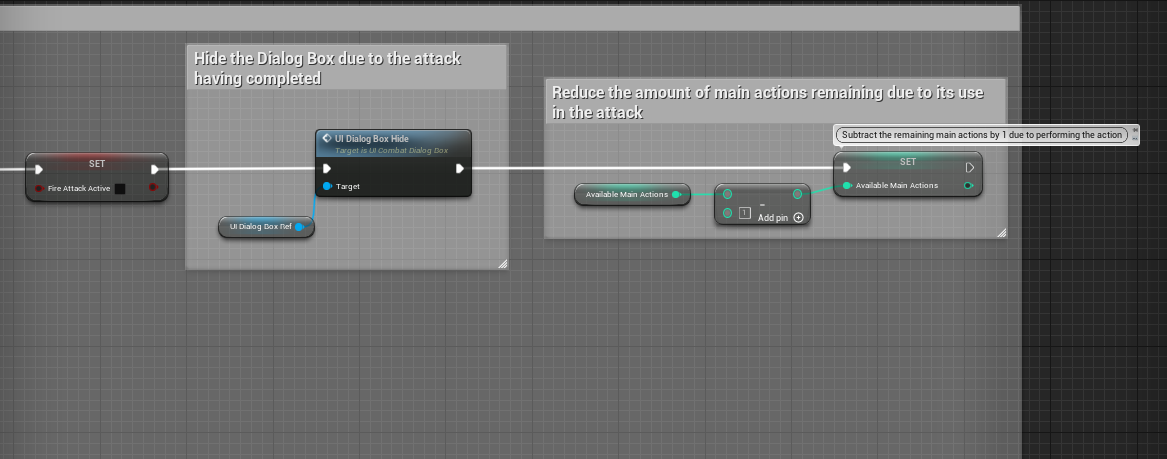 Hide the Dialog Box due to the attack
having completed
Reduce the amount of main actions remaining due to its use
in the attack
Subtract the remaining main actions by 1 due to performing the action
SET
Fire Attack Active
UI Dialog Box Hide
Target is UI Combat Dialog Box
Target
UI Dialog Box Ref
Available Main Actions
-
1
Add pin
SET
Available Main Actions